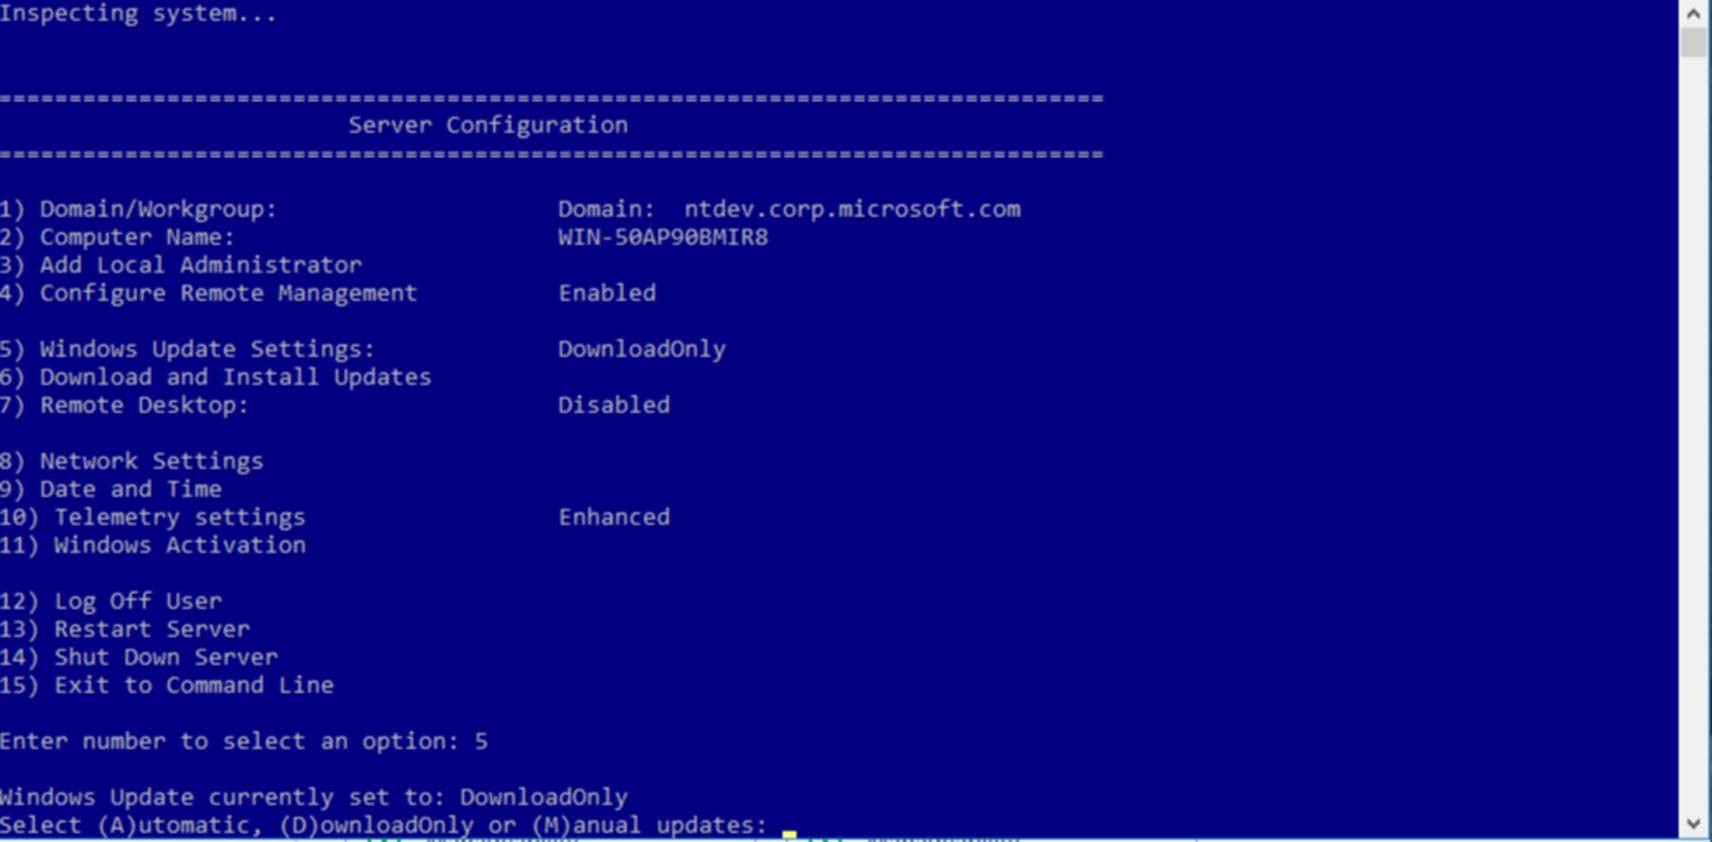 Inspecting system...
===============================================================================
Server Configuration
===============================================================================
1) Domain/Workgroup: Domain: ntdev.corp.microsoft.com
2) Computer Name: WIN-50AP90BMIR8
3) Add Local Administrator
4) Configure Remote Management Enabled
5) Windows Update Settings: DownloadOnly
6) Download and Install Updates
7) Remote Desktop: Disabled
8) Network Settings
9) Date and Time
10) Telemetry settings Enhanced
11) Windows Activation
12) Log Off User
13) Restart Server
14) Shut Down Server
15) Exit to Command Line
Enter number to select an option: 5
Windows Update currently set to: DownloadOnly
Select (A)utomatic, (D)ownloadOnly or (M)anual updates: